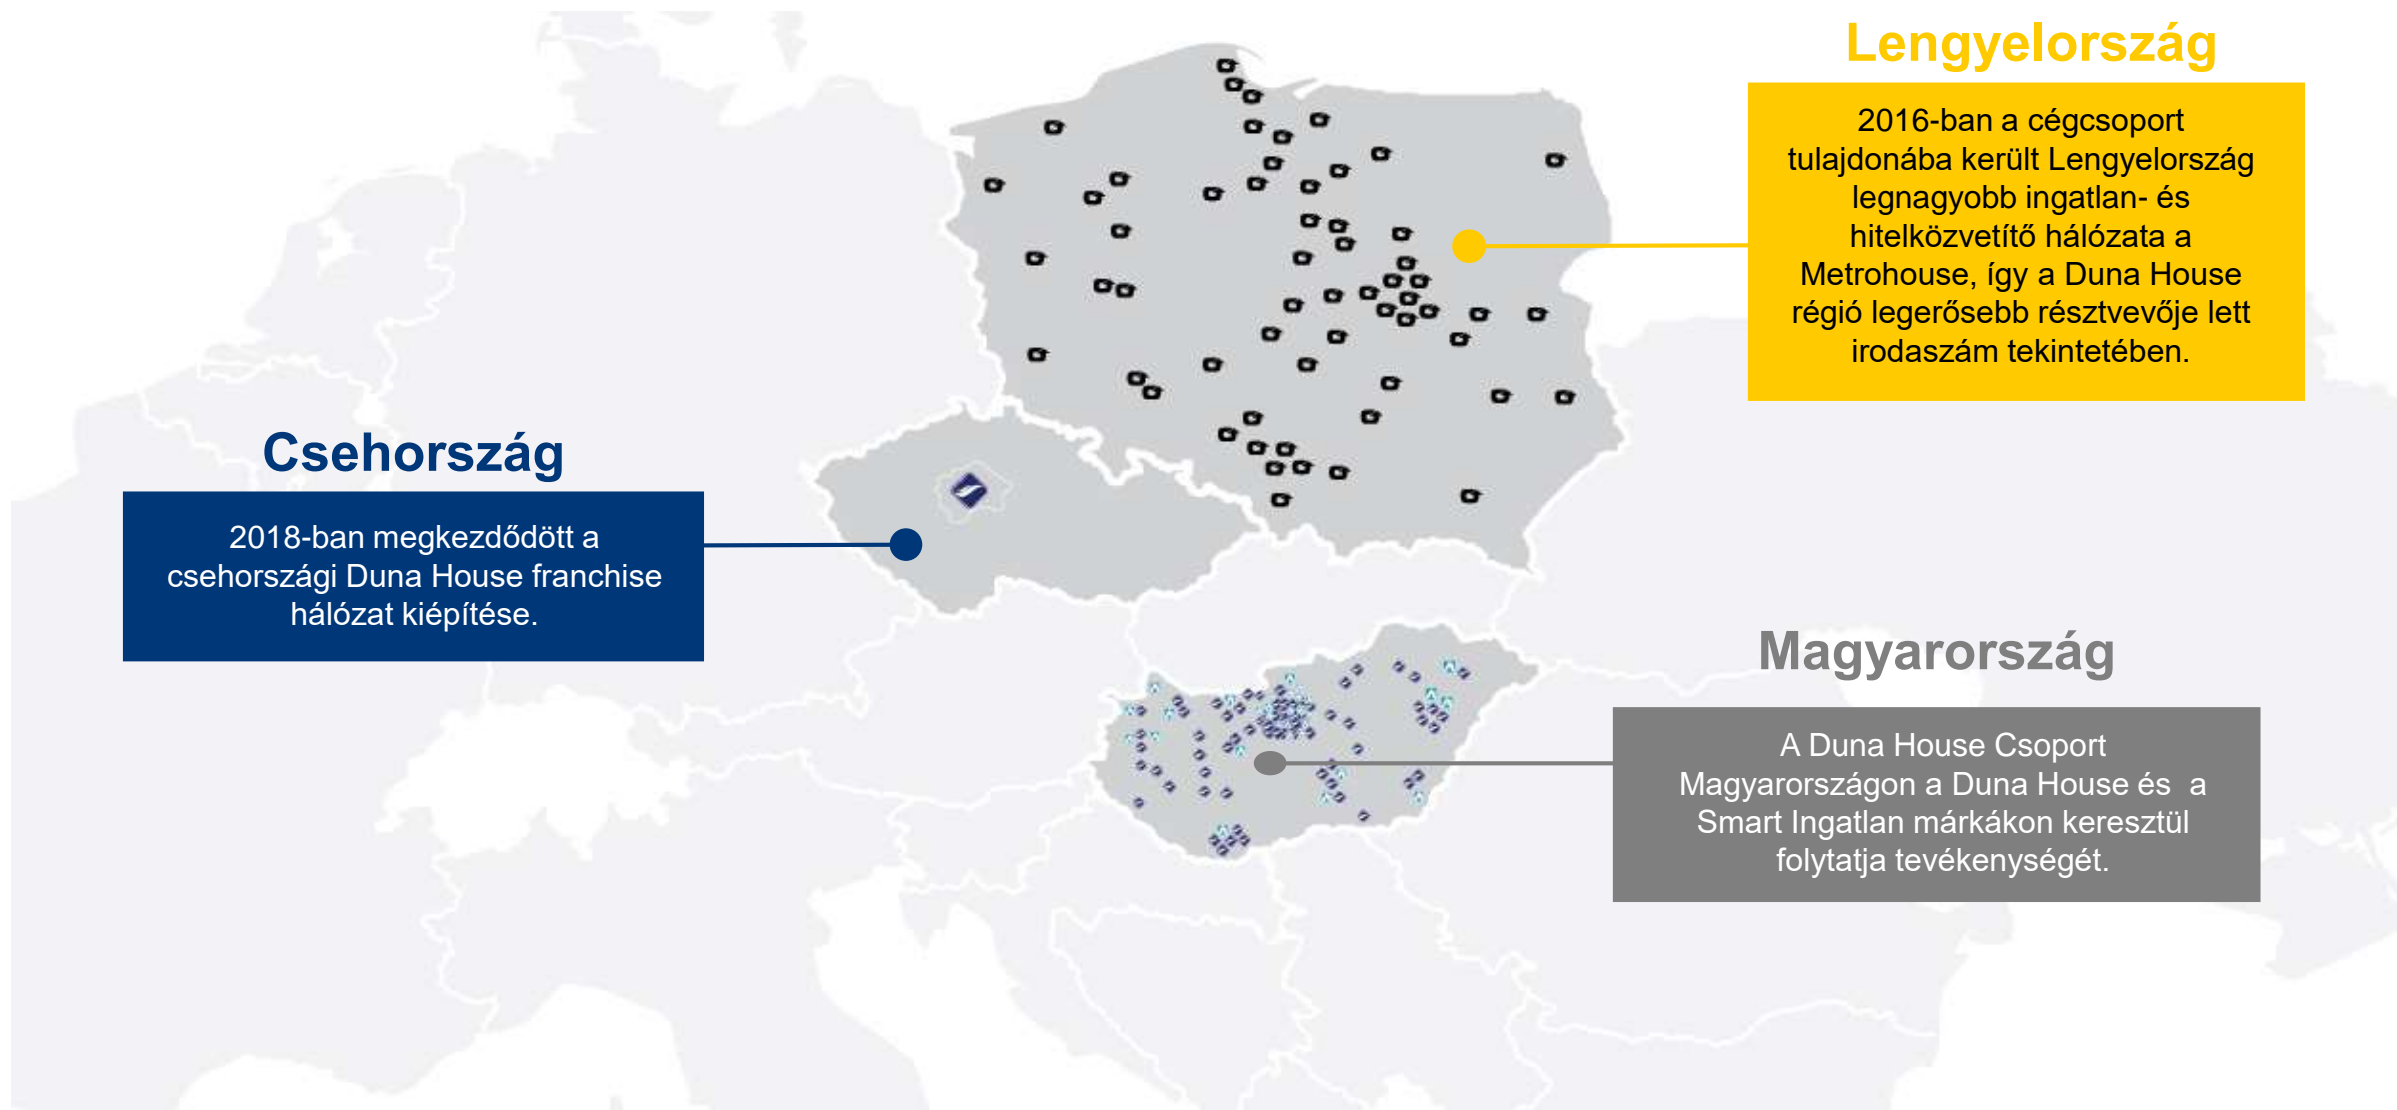 Lengyelország
2016-ban a cégcsoport
tulajdonába került Lengyelország
legnagyobb ingatlan- és
hitelközvetítő hálózata a
Metrohouse, így a Duna House
régió legerősebb résztvevője lett
irodaszám tekintetében.
Csehország
2018-ban megkezdődött a
csehországi Duna House franchise
hálózat kiépítése.
Magyarország
A Duna House Csoport
Magyarországon a Duna House és  a
Smart Ingatlan márkákon keresztül
folytatja tevékenységét.